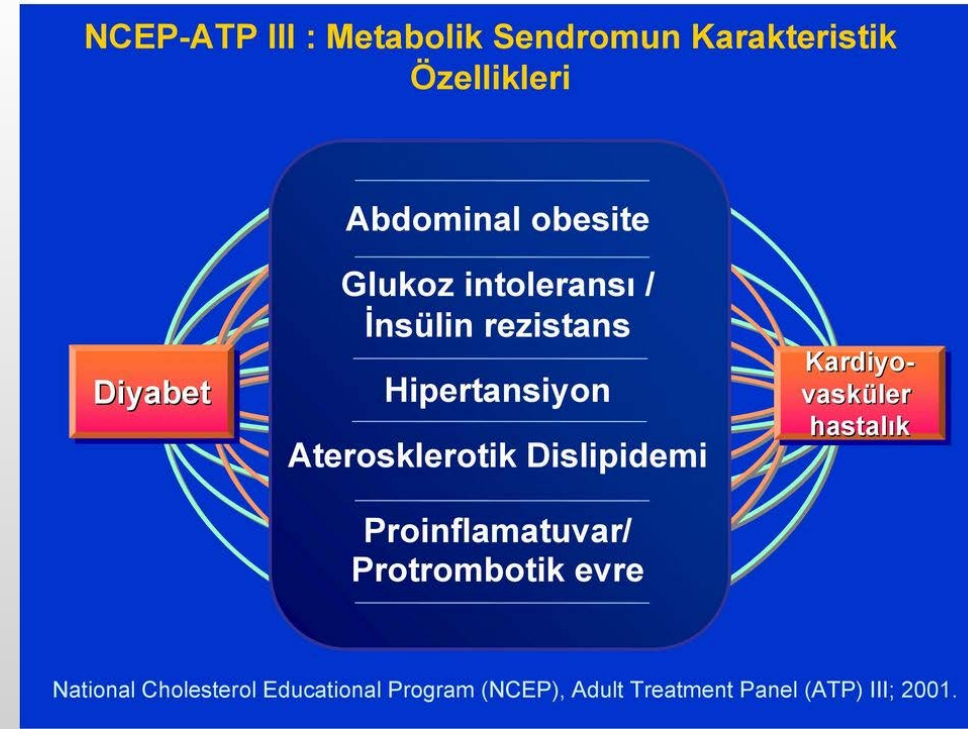 NCEP-ATP III : Metabolik Sendromun Karakteristik
Özellikleri
Abdominal obesite
Glukoz intoleransı /
İnsülin rezistans
Hipertansiyon
Aterosklerotik Dislipidemi
Proinflamatuvar/
Protrombotik evre
Diyabet
Kardiyo-
vasküler
hastalık
National Cholesterol Educational Program (NCEP), Adult Treatment Panel (ATP) III; 2001.